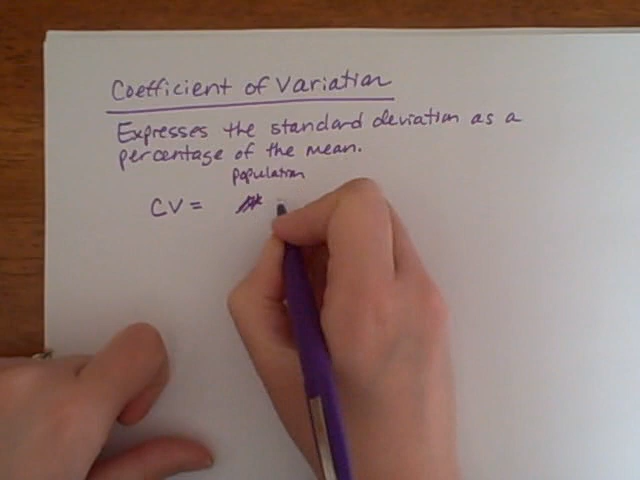 Coefficient of Variation
Expresses the standard deviation as a
percentage of the mean.
population
CV =